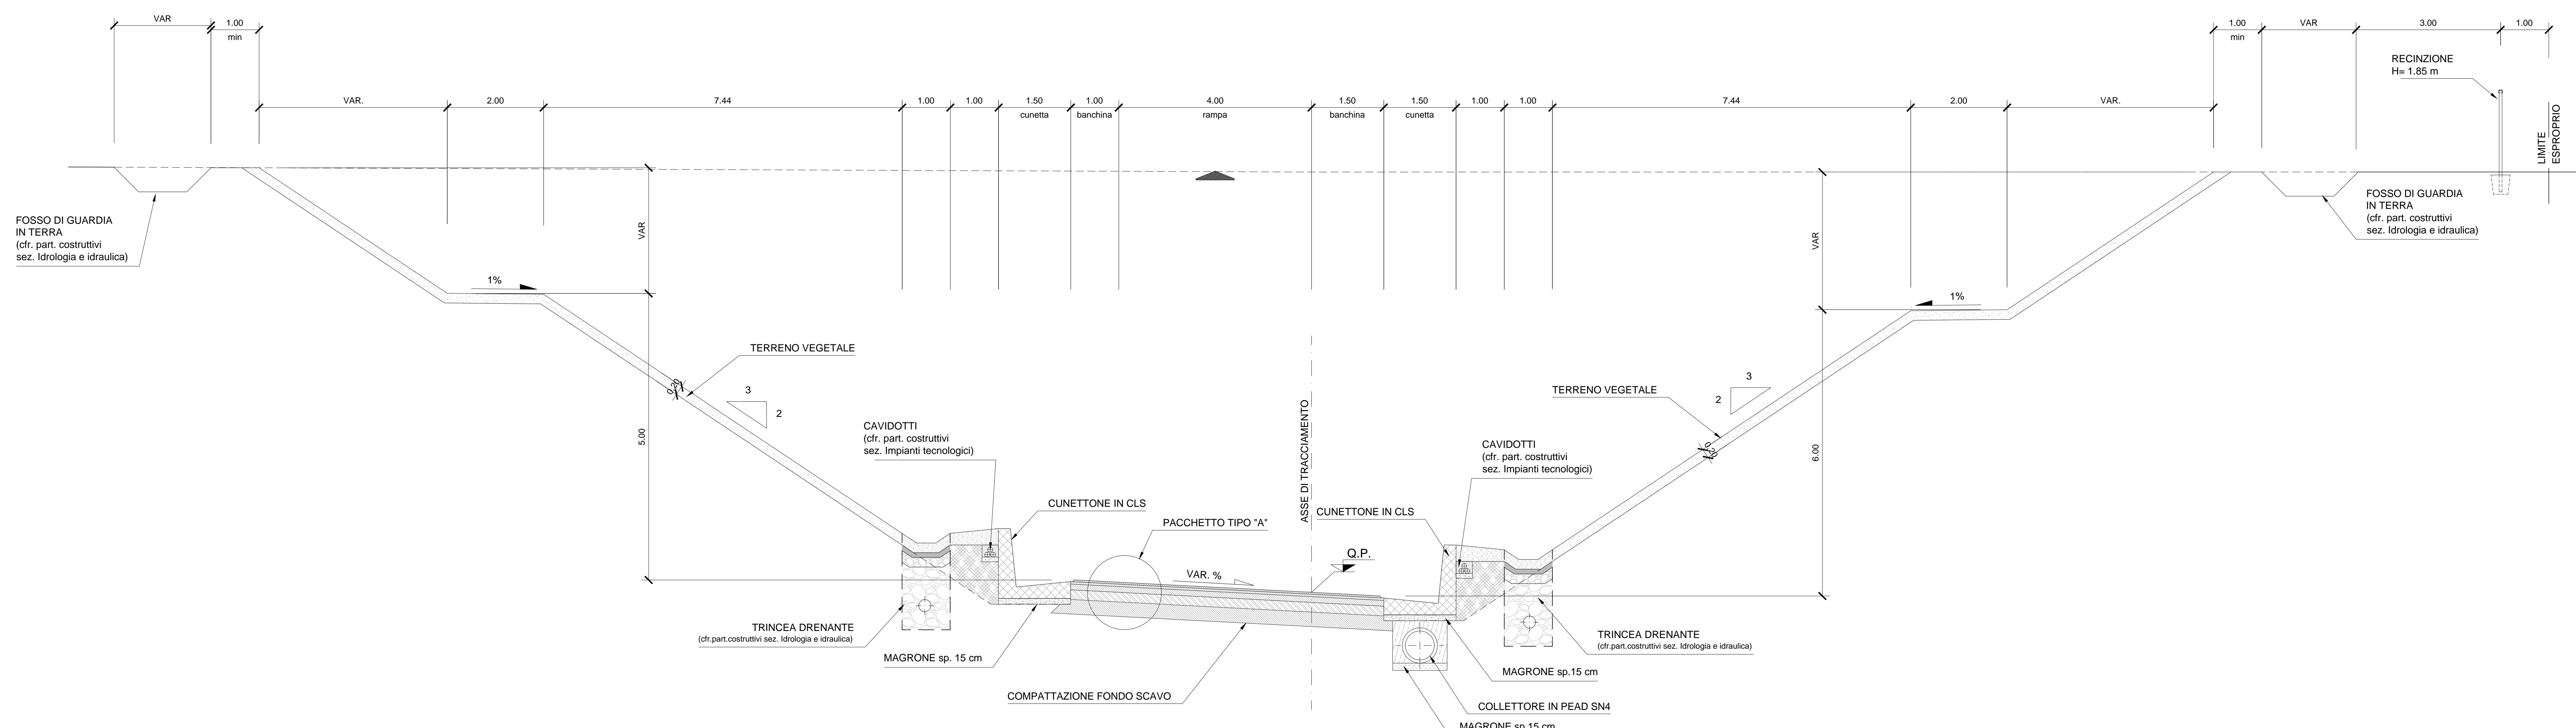 VAR
1.00
min
1.00
min
VAR
3.00
1.00
RECINZIONE
H= 1.85 m
LIMITE
ESPROPRIO
VAR.
2.00
7.44
1.00
1.00
1.50
cunetta
1.00
banchina
4.00
rampa
1.50
banchina
1.50
cunetta
1.00
1.00
7.44
2.00
VAR.
FOSSO DI GUARDIA
IN TERRA
(cfr. part. costruttivi
sez. Idrologia e idraulica)
FOSSO DI GUARDIA
IN TERRA
(cfr. part. costruttivi
sez. Idrologia e idraulica)
VAR
VAR
1%
1%
TERRENO VEGETALE
0.20
3
2
5.00
CAVIDOTTI
(cfr. part. costruttivi
sez. Impianti tecnologici)
CUNETTONE IN CLS
PACCHETTO TIPO "A"
ASSE DI TRACCIAMENTO
CUNETTONE IN CLS
CAVIDOTTI
(cfr. part. costruttivi
sez. Impianti tecnologici)
TERRENO VEGETALE
3
2
0.20
6.00
Q.P.
VAR. %
TRINCEA DRENANTE
(cfr.part.costruttivi sez. Idrologia e idraulica)
MAGRONE sp. 15 cm
COMPATTAZIONE FONDO SCAVO
TRINCEA DRENANTE
(cfr.part.costruttivi sez. Idrologia e idraulica)
MAGRONE sp.15 cm
COLLETTORE IN PEAD SN4
MAGRONE sp.15 cm